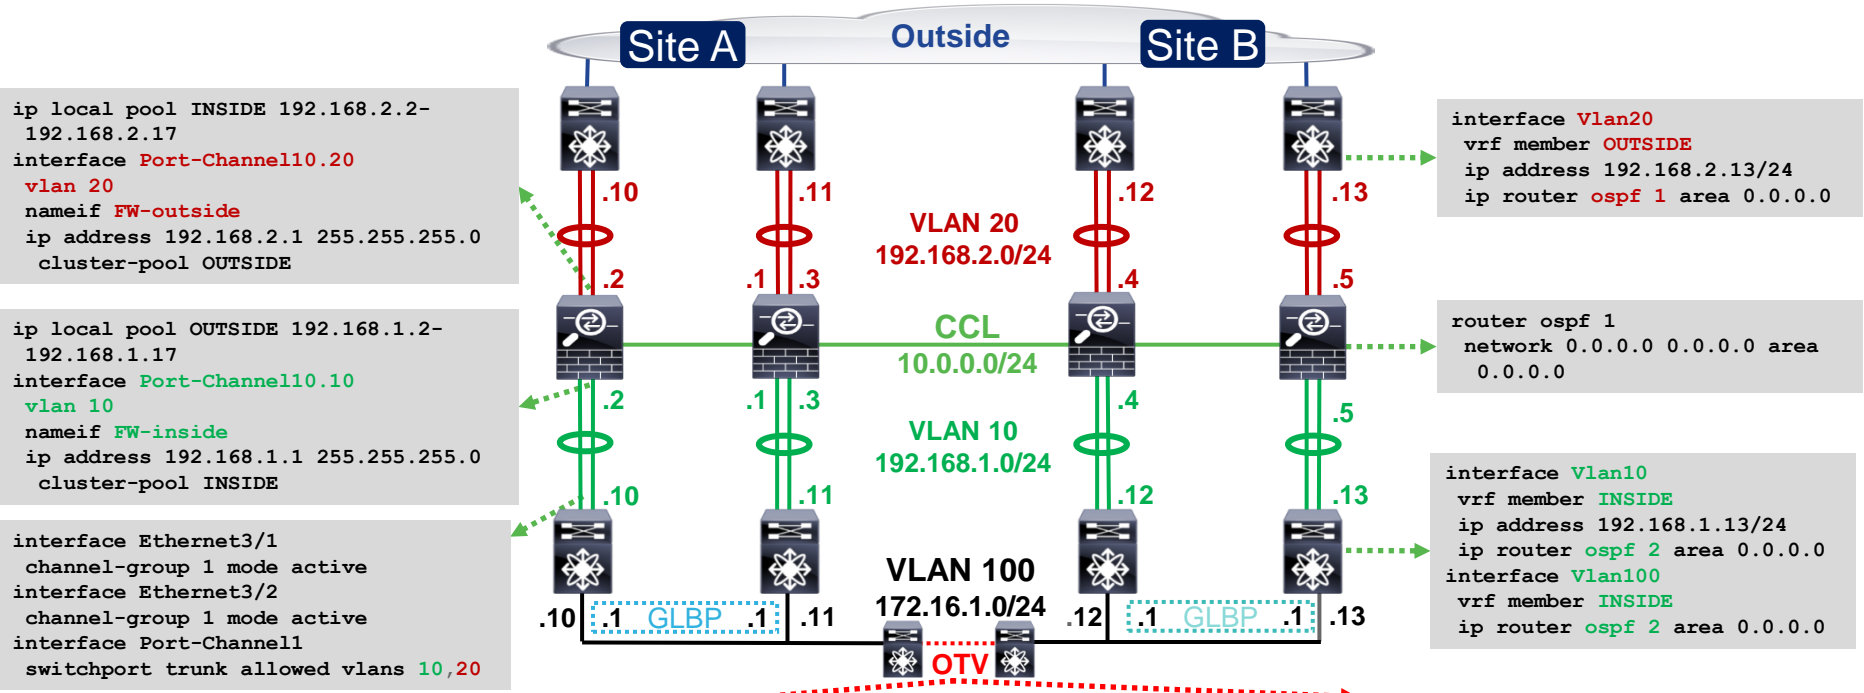 Outside
Site A
Site B
ip local pool INSIDE 192.168.2.2-
192.168.2.17
interface Port-Channel10.20
vlan 20
nameif FW-outside
ip address 192.168.2.1 255.255.255.0
cluster-pool OUTSIDE
ip local pool OUTSIDE 192.168.1.2-
192.168.1.17
interface Port-Channel10.10
vlan 10
nameif FW-inside
ip address 192.168.1.1 255.255.255.0
cluster-pool INSIDE
interface Ethernet3/1
channel-group 1 mode active
interface Ethernet3/2
channel-group 1 mode active
interface Port-Channel1
switchport trunk allowed vlans 10,20
.10
.11
.12
.13
VLAN 20
192.168.2.0/24
.2
.1
.3
.4
.5
CCL
10.0.0.0/24
.2
.1
.3
.4
.5
VLAN 10
192.168.1.0/24
.10
.11
.12
.13
VLAN 100
172.16.1.0/24
.10
.1
GLBP
.1
.11
.12
.1
GLBP
.1
.13
OTV
interface Vlan20
vrf member OUTSIDE
ip address 192.168.2.13/24
ip router ospf 1 area 0.0.0.0
router ospf 1
network 0.0.0.0 0.0.0.0 area
0.0.0.0
interface Vlan10
vrf member INSIDE
ip address 192.168.1.13/24
ip router ospf 2 area 0.0.0.0
interface Vlan100
vrf member INSIDE
ip router ospf 2 area 0.0.0.0